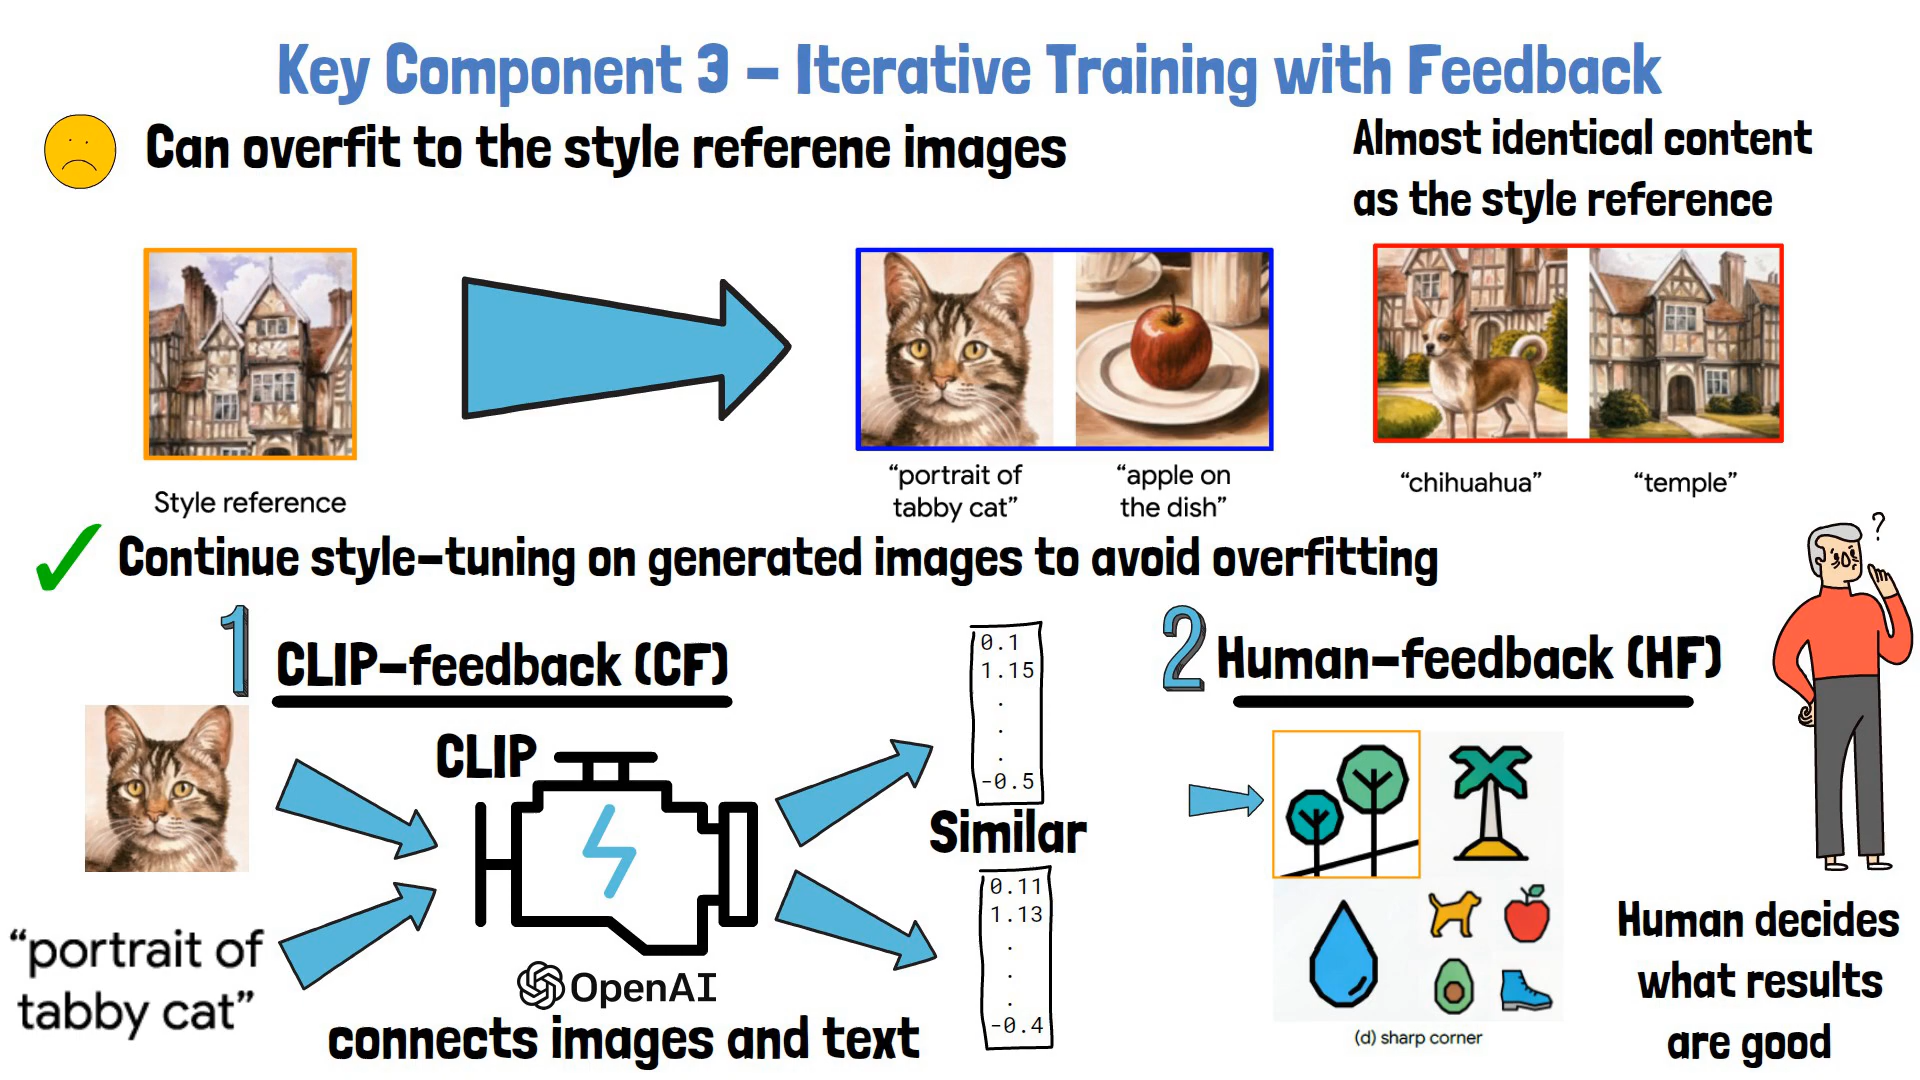 Key Component 3 – Iterative Training with Feedback
Can overfit to the style referene images
Almost identical content
as the style reference
Style reference
“portrait of
tabby cat”
“apple on
the dish”
“chihuahua”
“temple”
Continue style-tuning on generated images to avoid overfitting
?
1
CLIP-feedback (CF)
2
Human-feedback (HF)
CLIP
“portrait of
tabby cat”
OpenAI
connects images and text
0.1
1.15
.
.
.
-0.5
Similar
0.11
1.13
.
.
.
-0.4
(d) sharp corner
Human decides
what results
are good